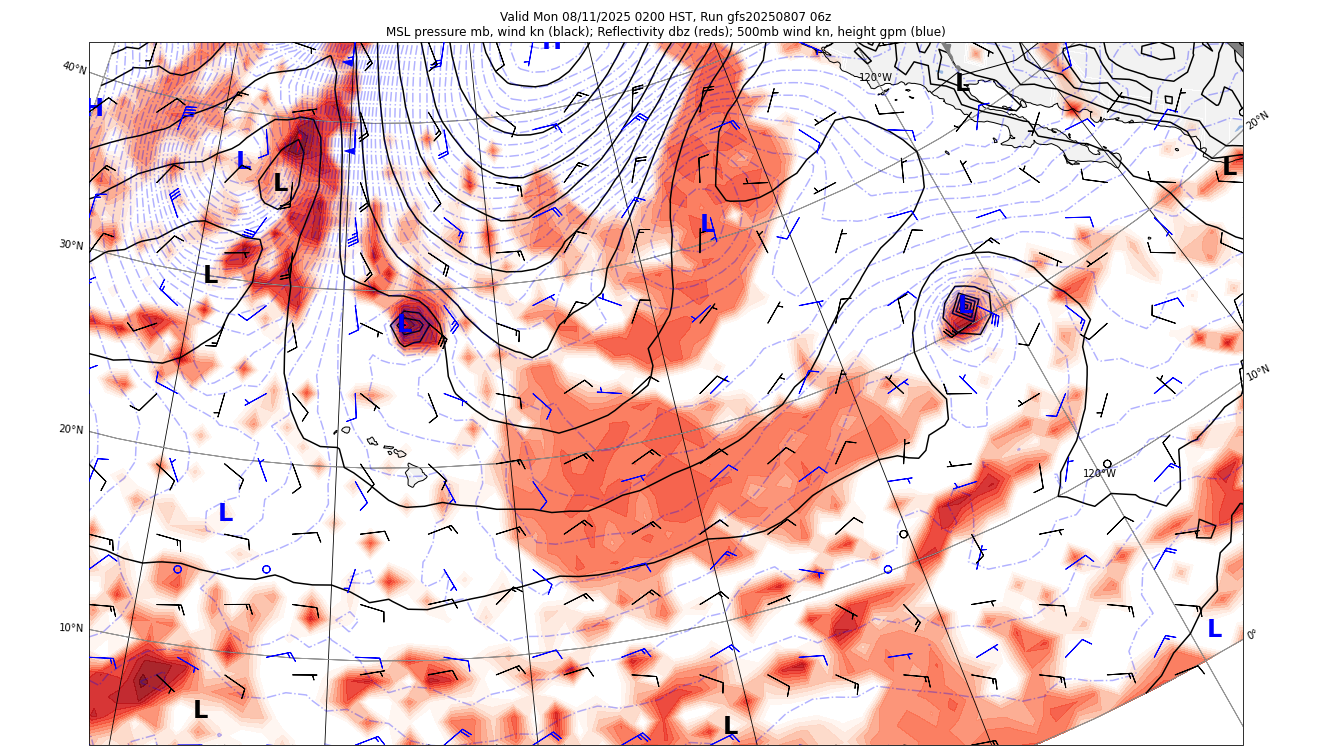 Valid Mon 08/11/2025 0200 HST, Run gfs20250807 06z
MSL pressure mb, wind kn (black); Reflectivity dbz (reds); 500mb wind kn, height gpm (blue)
H
40°N
120°W
L
H
20°N
L
L
L
L
30°N
L
L
L
10°N
20°N
120°W
L
10°N
L
0°
L
L